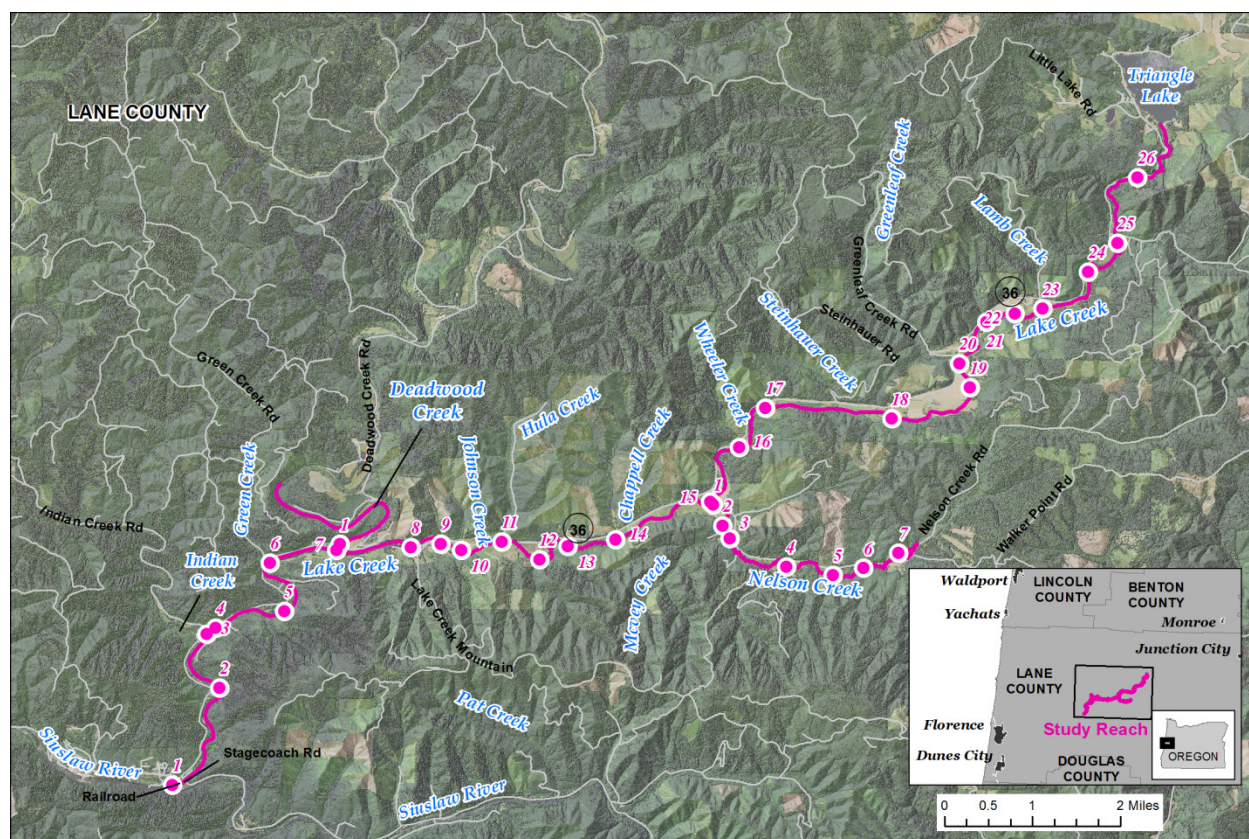 LANE COUNTY
Little Lake Rd
Triangle
Lake
26
Greenleaf Creek
Lamb Creek
25
24
36
23
22
21
Lake Creek
Greenleaf Creek Rd
Steinhauer Rd
Steinhauer Creek
20
19
18
17
Wheeler Creek
16
Green Creek Rd
Deadwood Creek Rd
Deadwood
Creek
Hula Creek
Johnson Creek
Chappell Creek
Nelson Creek Rd
Walker Point Rd
15
1
2
3
4
5
6
7
Nelson Creek
Mcvey Creek
14
13
12
36
11
10
9
8
7
1
Lake Creek
6
Green Creek
Indian Creek Rd
Indian
Creek
5
4
3
2
1
Lake Creek Mountain
Pat Creek
Siuslaw River
Stagecoach Rd
Railroad
Siuslaw River
Waldport
LINCOLN
COUNTY
BENTON
COUNTY
Yachats
Monroe
Junction City
LANE
COUNTY
Florence
Study Reach
Dunes City
DOUGLAS
COUNTY
OREGON
0 0.5 1 2 Miles